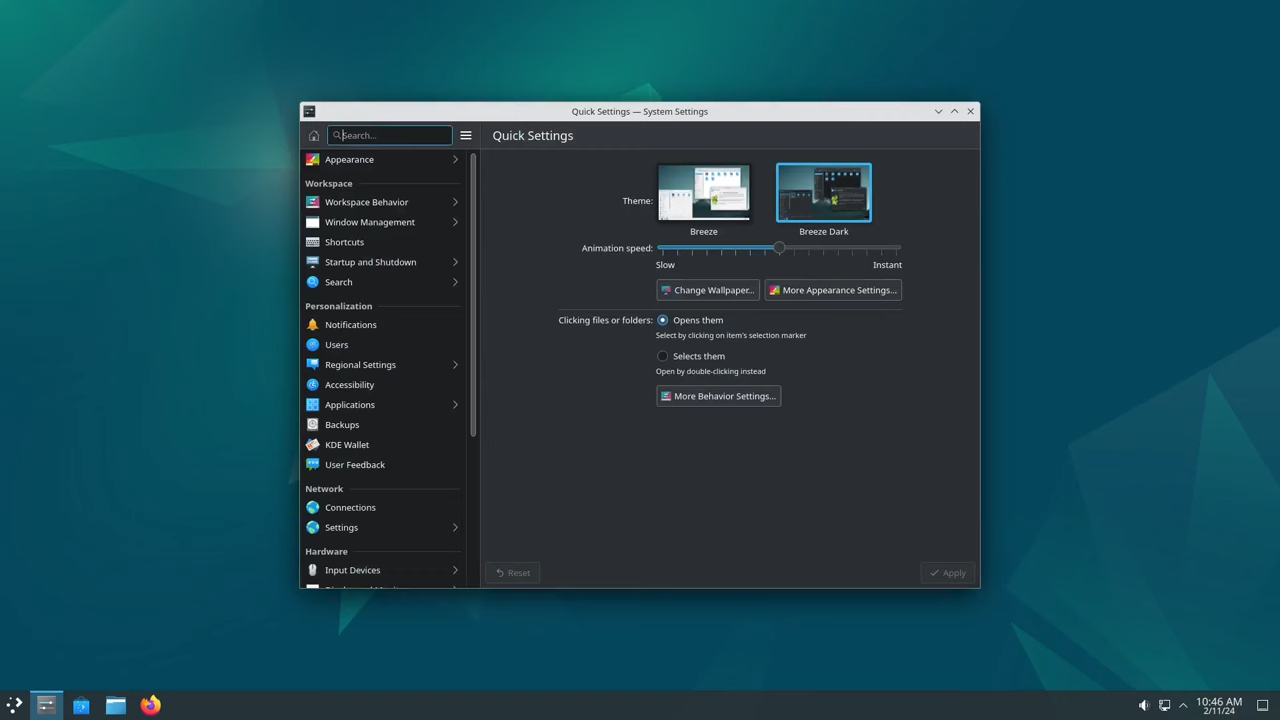 Quick Settings — System Settings
Search...
Quick Settings
Appearance
Workspace
Workspace Behavior
Window Management
Shortcuts
Startup and Shutdown
Search
Personalization
Notifications
Users
Regional Settings
Accessibility
Applications
Backups
KDE Wallet
User Feedback
Network
Connections
Settings
Hardware
Input Devices
Theme:
Breeze
Breeze Dark
Animation speed:
Slow
Instant
Change Wallpaper...
More Appearance Settings...
Clicking files or folders:
Opens them
Select by clicking on item's selection marker
Selects them
Open by double-clicking instead
More Behavior Settings...
Reset
Apply
10:46 AM
2/11/24